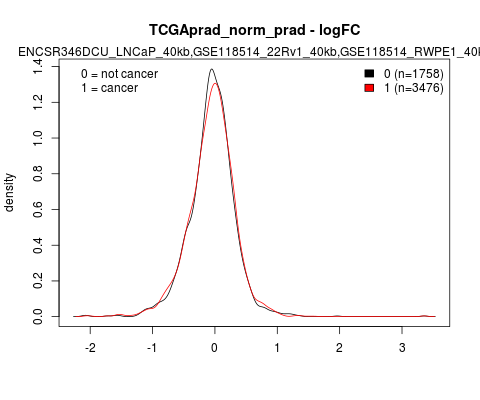 TCGAprad_norm_prad - logFC
ENCSR346DCU_LNCaP_40kb,GSE118514_22Rv1_40kb,GSE118514_RWPE1_40k
0 = not cancer
1 = cancer
0 (n=1758)
1 (n=3476)
density
1.4
1.2
1.0
0.8
0.6
0.4
0.2
0.0
-2 -1 0 1 2 3